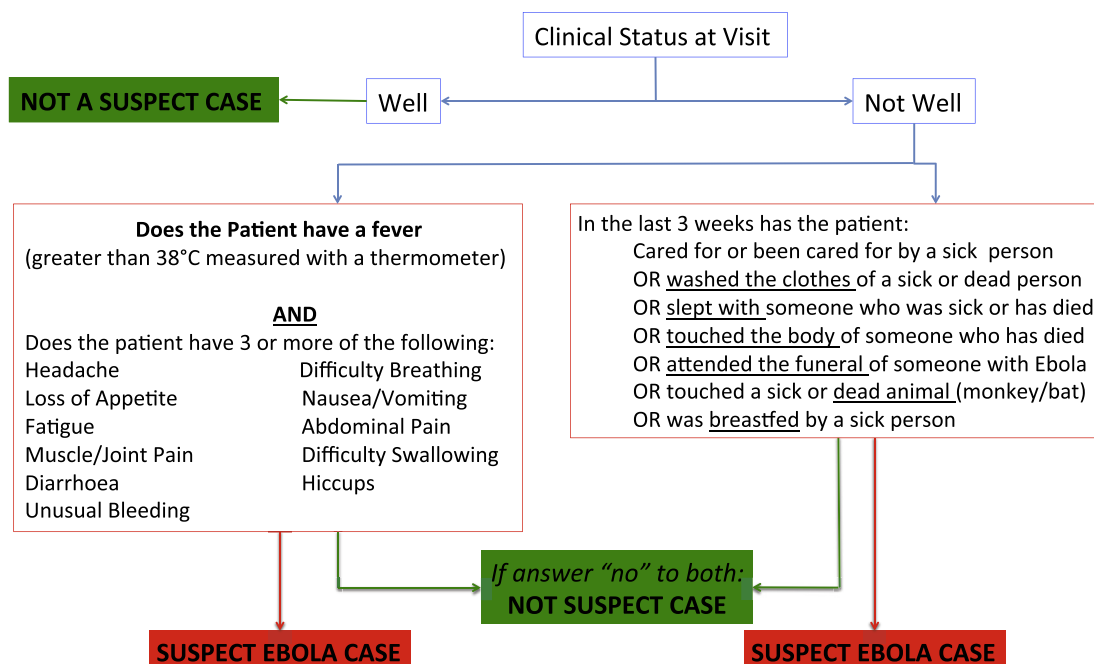 Clinical Status at Visit
NOT A SUSPECT CASE
Well
Not Well
Does the Patient have a fever
(greater than 38°C measured with a thermometer)
AND
Does the patient have 3 or more of the following:
Headache
Difficulty Breathing
Loss of Appetite
Nausea/Vomiting
Fatigue
Abdominal Pain
Muscle/Joint Pain
Difficulty Swallowing
Diarrhoea
Hiccups
Unusual Bleeding
In the last 3 weeks has the patient:
Cared for or been cared for by a sick person
OR washed the clothes of a sick or dead person
OR slept with someone who was sick or has died
OR touched the body of someone who has died
OR attended the funeral of someone with Ebola
OR touched a sick or dead animal (monkey/bat)
OR was breastfed by a sick person
If answer "no" to both:
NOT SUSPECT CASE
SUSPECT EBOLA CASE
SUSPECT EBOLA CASE